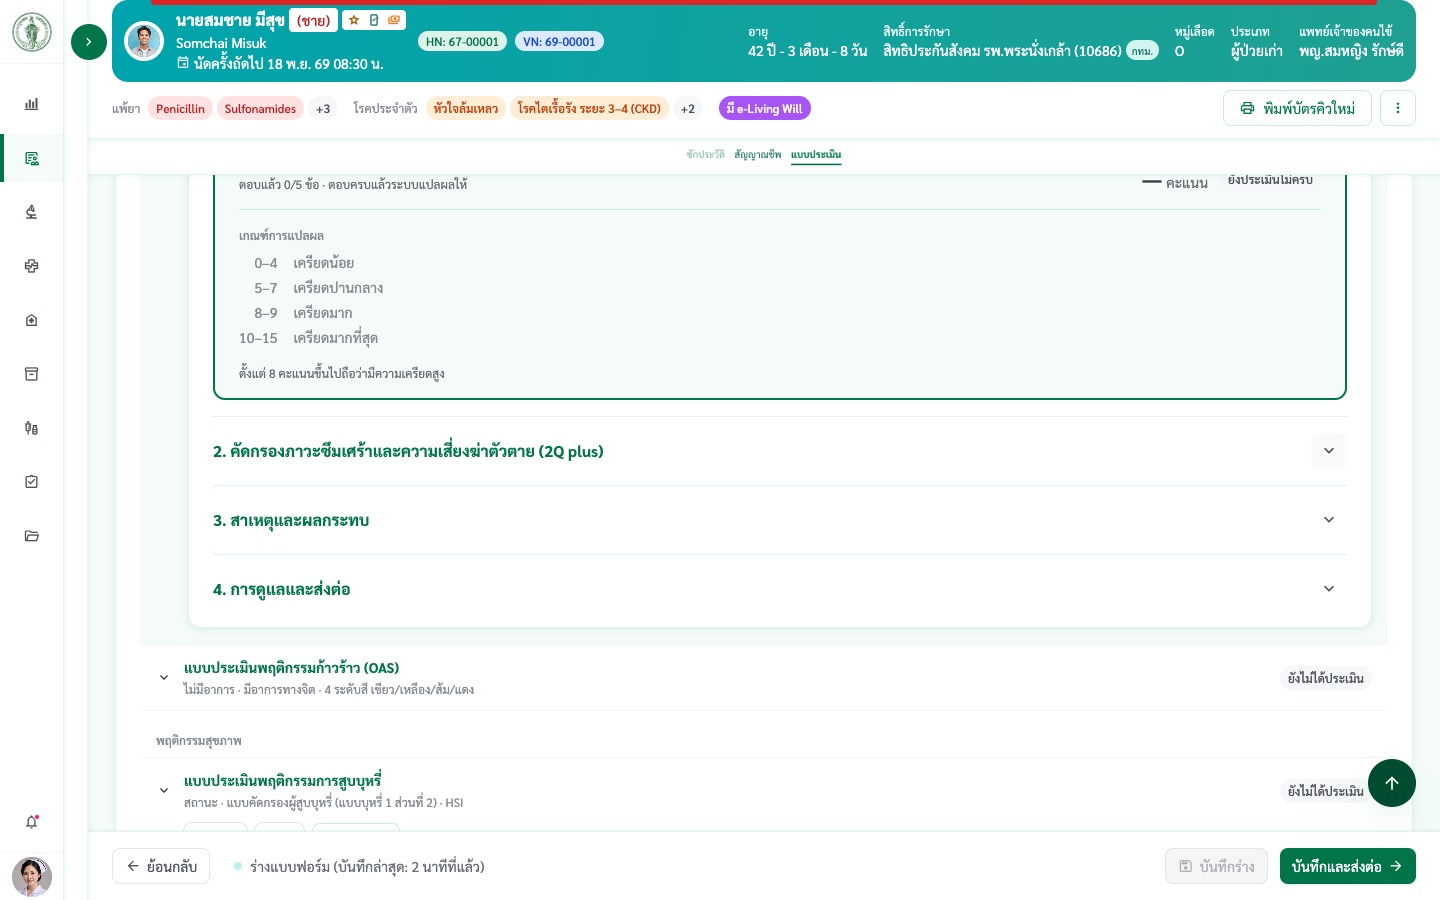 นายสมชาย มีสุข (ชาย)
Somchai Misuk
นัดครั้งถัดไป 18 พ.ย. 69 08:30 น.
HN: 67-00001 VN: 69-00001
อายุ
42 ปี - 3 เดือน - 8 วัน
สิทธิ์การรักษา
สิทธิประกันสังคม รพ.พระนั่งเกล้า (10686) กทม.
หมู่เลือด
O
ประเภท
ผู้ป่วยเก่า
แพทย์เจ้าของคนไข้
พญ.สมหญิง รักษ์ดี
แพ้ยา Penicillin Sulfonamides +3 โรคประจำตัว หัวใจล้มเหลว โรคไตเรื้อรัง ระยะ 3–4 (CKD) +2 มี e-Living Will
พิมพ์บัตรคิวใหม่
ซักประวัติ สัญญาณชีพ แบบประเมิน
ตอบแล้ว 0/5 ข้อ · ตอบครบแล้วระบบแปลผลให้
— คะแนน ยังประเมินไม่ครบ
เกณฑ์การแปลผล
0–4 เครียดน้อย
5–7 เครียดปานกลาง
8–9 เครียดมาก
10–15 เครียดมากที่สุด
ตั้งแต่ 8 คะแนนขึ้นไปถือว่ามีความเครียดสูง
2. คัดกรองภาวะซึมเศร้าและความเสี่ยงฆ่าตัวตาย (2Q plus)
3. สาเหตุและผลกระทบ
4. การดูแลและส่งต่อ
แบบประเมินพฤติกรรมก้าวร้าว (OAS)
ไม่มีอาการ · มีอาการทางจิต · 4 ระดับสี เขียว/เหลือง/ส้ม/แดง
ยังไม่ได้ประเมิน
พฤติกรรมสุขภาพ
แบบประเมินพฤติกรรมการสูบบุหรี่
สถานะ · แบบคัดกรองผู้สูบบุหรี่ (แบบบุหรี่ 1 ส่วนที่ 2) · HSI
ยังไม่ได้ประเมิน
ย้อนกลับ
ร่างแบบฟอร์ม (บันทึกล่าสุด: 2 นาทีที่แล้ว)
บันทึกร่าง
บันทึกและส่งต่อ